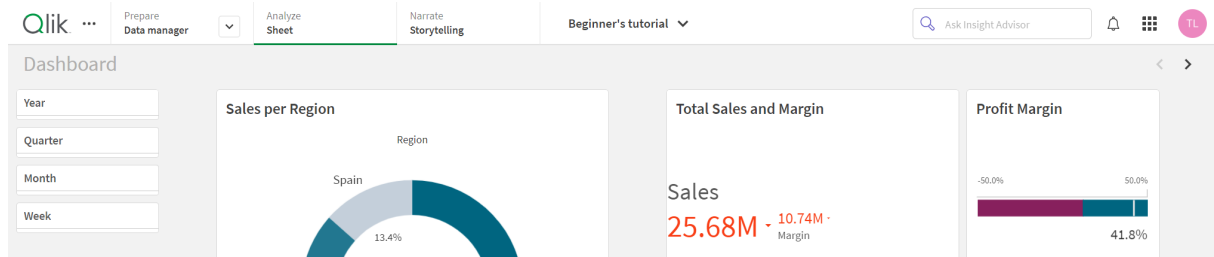 Qlik
Prepare
Data manager
Analyze
Sheet
Narrate
Storytelling
Beginner's tutorial
Ask Insight Advisor
TL
Dashboard
Year
Quarter
Month
Week
Sales per Region
Region
Spain
13.4%
Total Sales and Margin
Sales
25.68M
10.74M
Margin
Profit Margin
-50.0%
50.0%
41.8%